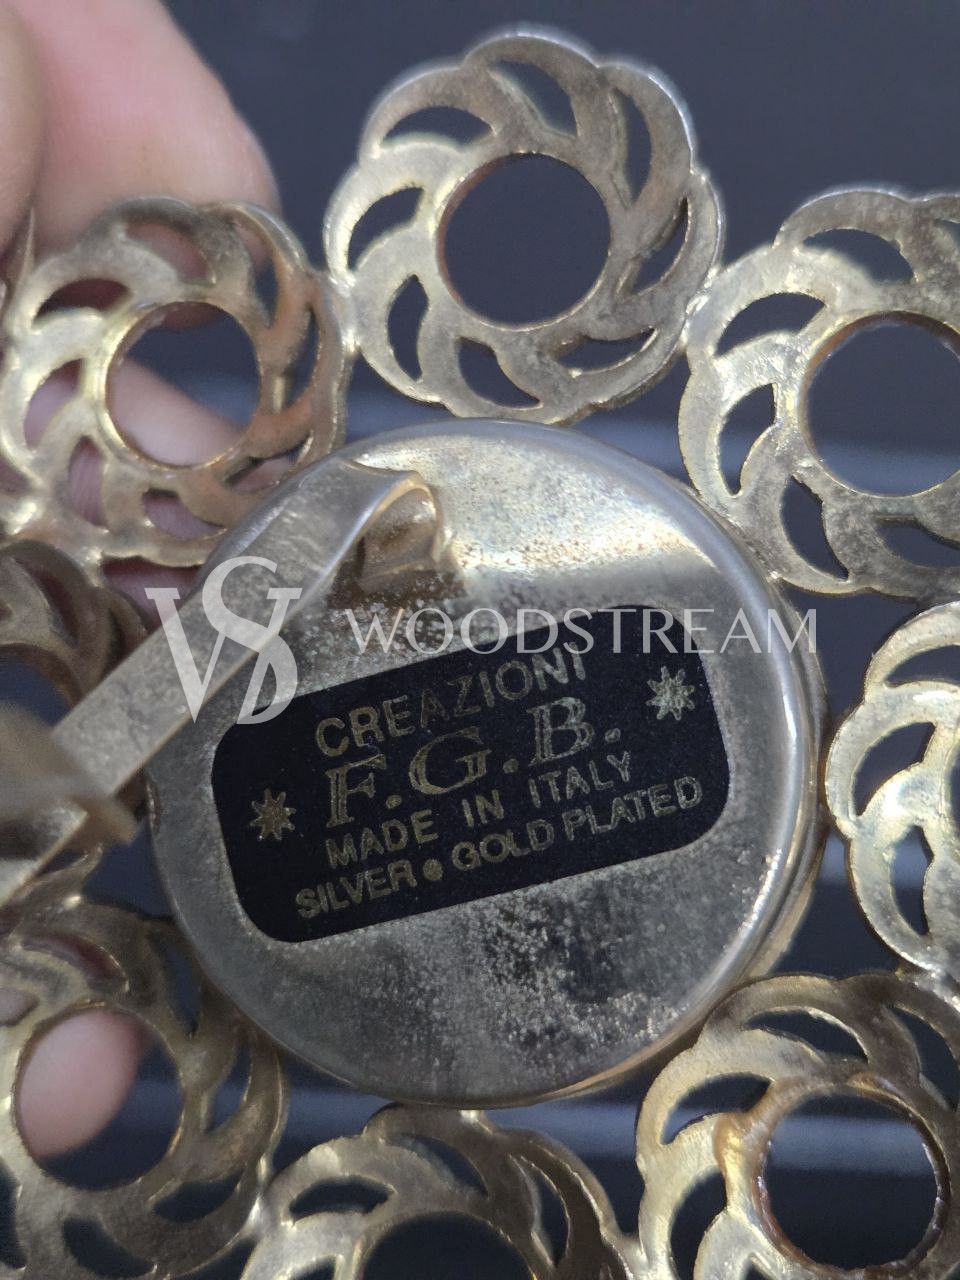 WOODSTREAM
CREAZIONI
F.G.B.
MADE IN ITALY
SILVER • GOLD PLATED